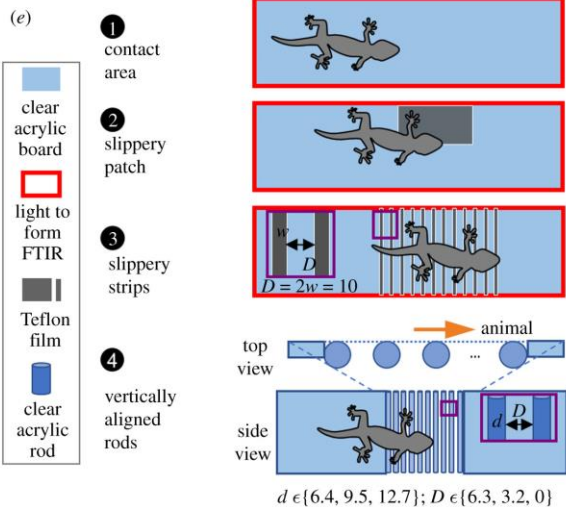 (e)
clear
acrylic
board
light to
form
FTIR
Teflon
film
clear
acrylic
rod
1
contact
area
2
slippery
patch
3
slippery
strips
w
D
D = 2w = 10
4
vertically
aligned
rods
animal
top
view
...
side
view
d D
d ϵ{6.4, 9.5, 12.7}; D ϵ{6.3, 3.2, 0}